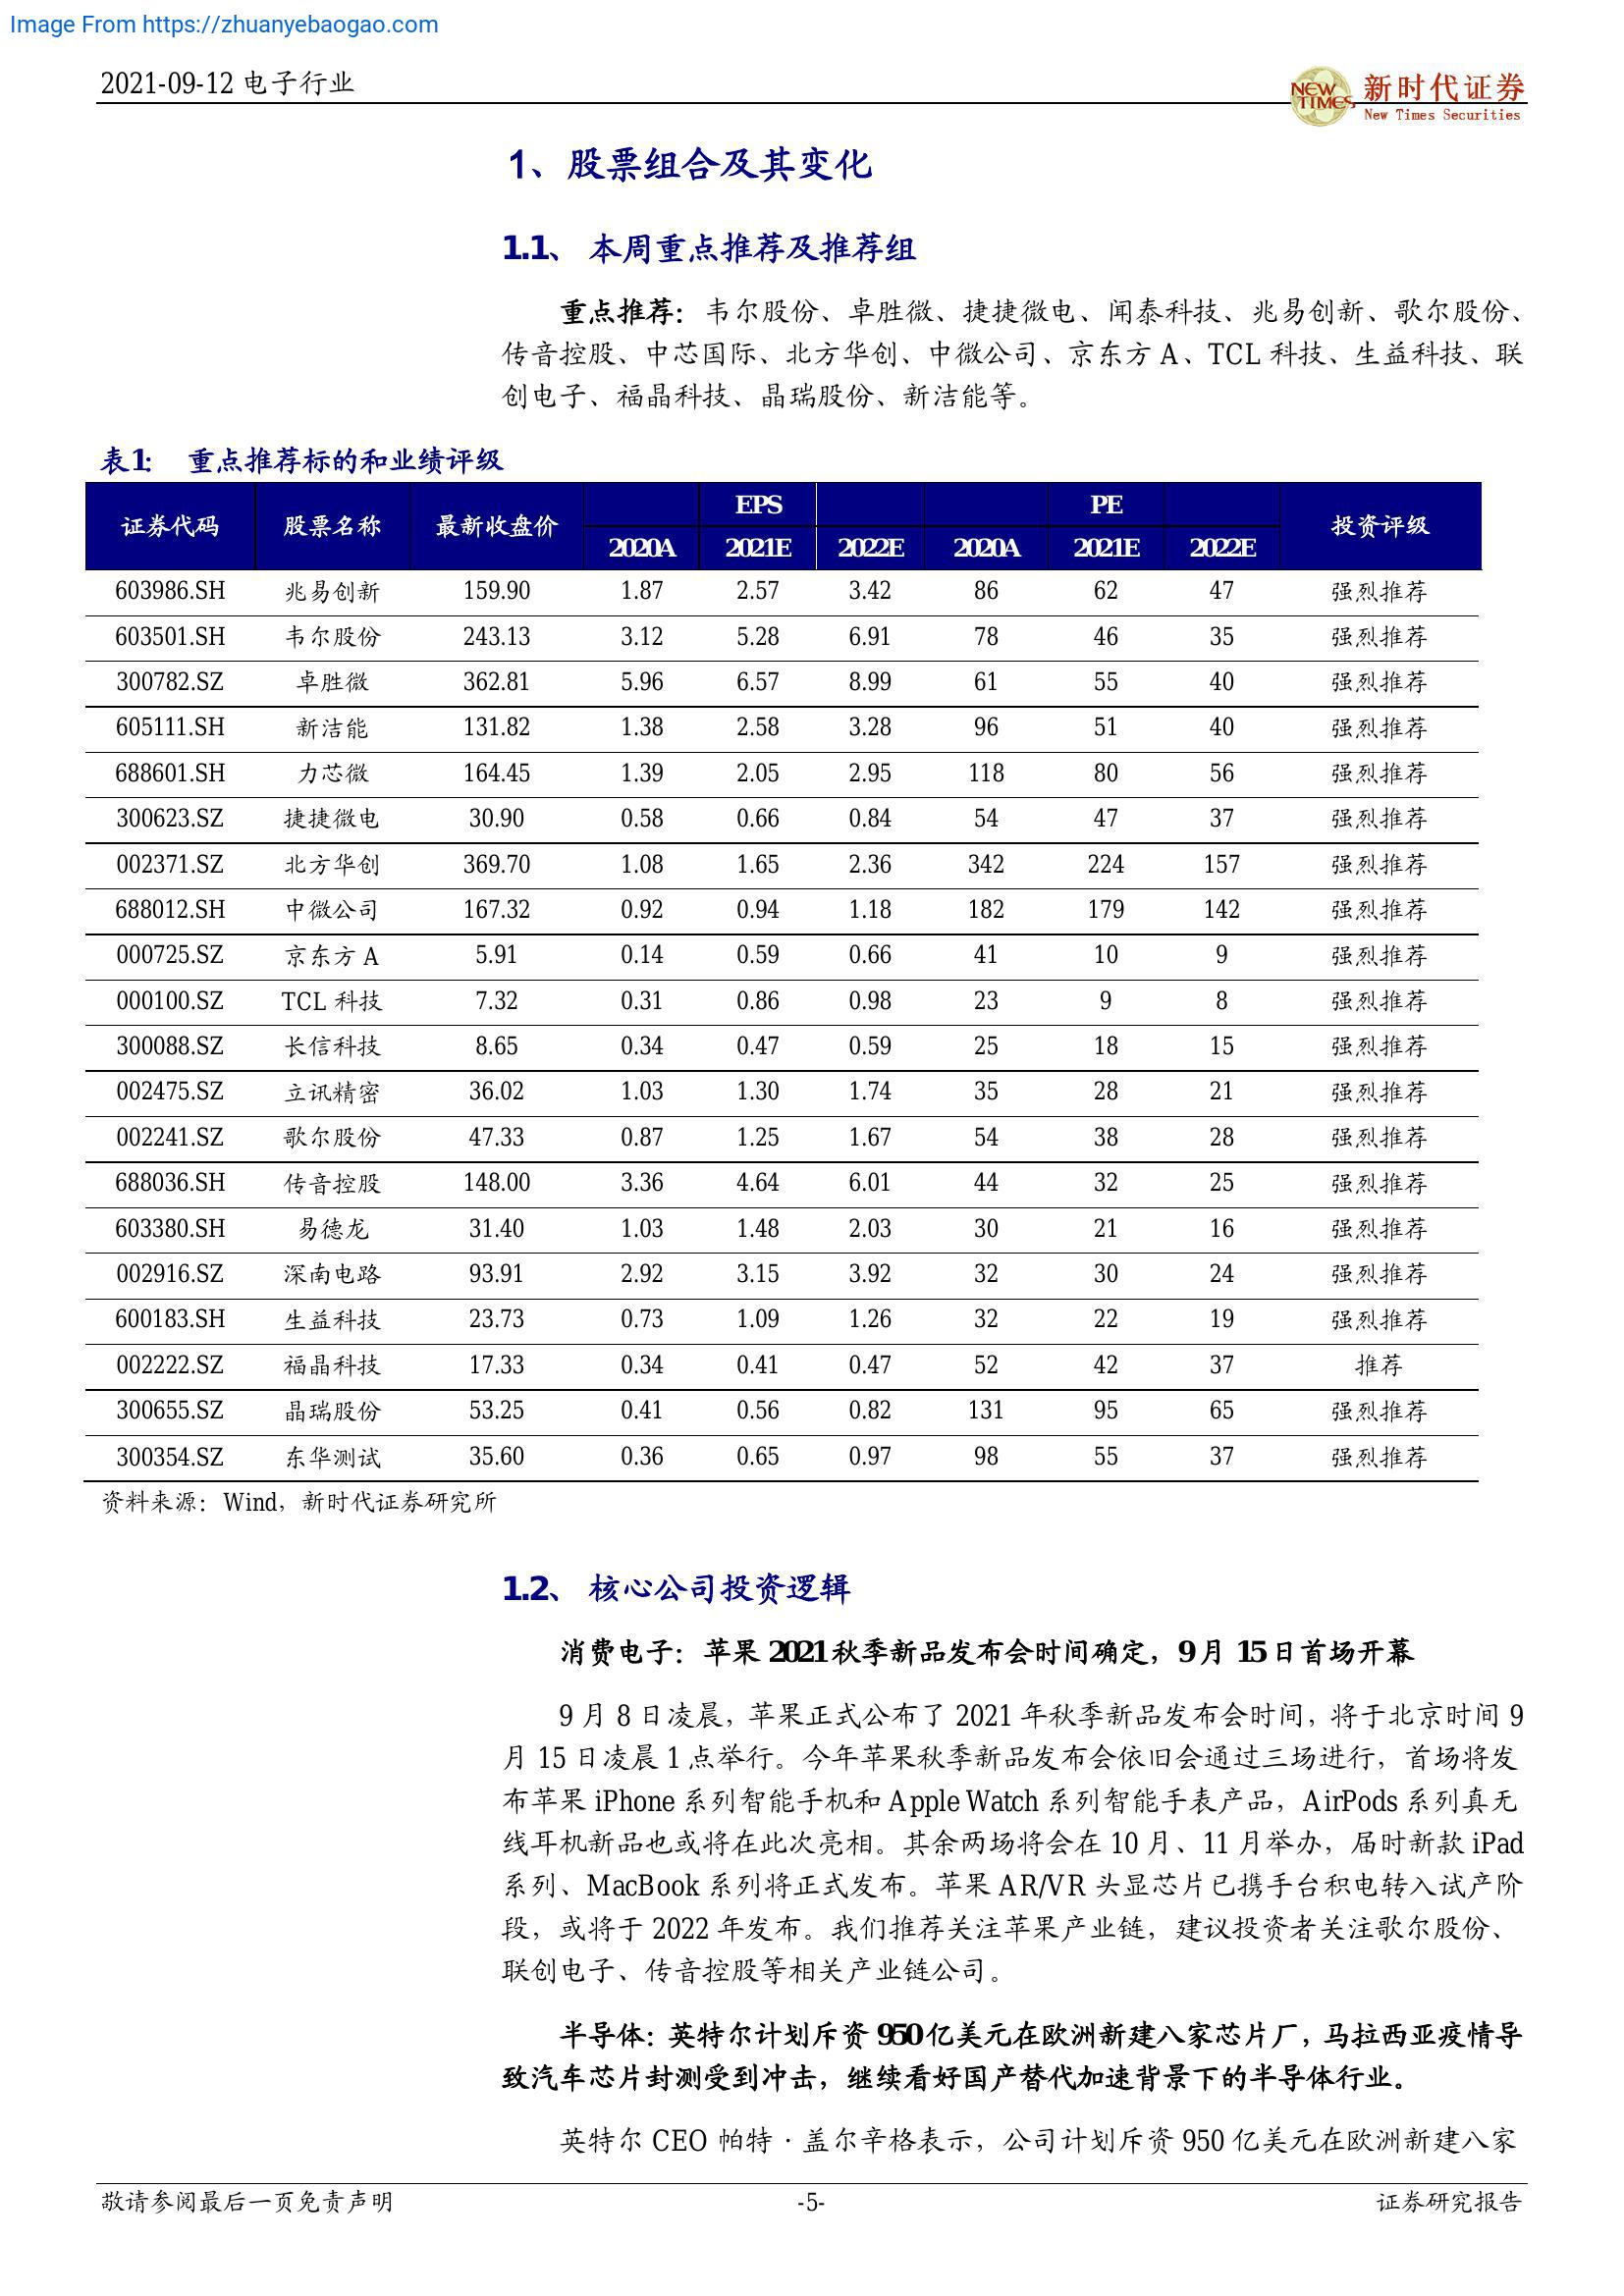 Image From https://zhuanyebaogao.com
2021-09-12 电子行业
NEW TIMES 新时代证券
New Times Securities
1、股票组合及其变化
1.1、 本周重点推荐及推荐组
重点推荐：韦尔股份、卓胜微、捷捷微电、闻泰科技、兆易创新、歌尔股份、
传音控股、中芯国际、北方华创、中微公司、京东方 A、TCL 科技、生益科技、联
创电子、福晶科技、晶瑞股份、新洁能等。
表1： 重点推荐标的和业绩评级
证券代码 股票名称 最新收盘价 EPS PE 投资评级
2020A 2021E 2022E 2020A 2021E 2022E
603986.SH 兆易创新 159.90 1.87 2.57 3.42 86 62 47 强烈推荐
603501.SH 韦尔股份 243.13 3.12 5.28 6.91 78 46 35 强烈推荐
300782.SZ 卓胜微 362.81 5.96 6.57 8.99 61 55 40 强烈推荐
605111.SH 新洁能 131.82 1.38 2.58 3.28 96 51 40 强烈推荐
688601.SH 力芯微 164.45 1.39 2.05 2.95 118 80 56 强烈推荐
300623.SZ 捷捷微电 30.90 0.58 0.66 0.84 54 47 37 强烈推荐
002371.SZ 北方华创 369.70 1.08 1.65 2.36 342 224 157 强烈推荐
688012.SH 中微公司 167.32 0.92 0.94 1.18 182 179 142 强烈推荐
000725.SZ 京东方 A 5.91 0.14 0.59 0.66 41 10 9 强烈推荐
000100.SZ TCL 科技 7.32 0.31 0.86 0.98 23 9 8 强烈推荐
300088.SZ 长信科技 8.65 0.34 0.47 0.59 25 18 15 强烈推荐
002475.SZ 立讯精密 36.02 1.03 1.30 1.74 35 28 21 强烈推荐
002241.SZ 歌尔股份 47.33 0.87 1.25 1.67 54 38 28 强烈推荐
688036.SH 传音控股 148.00 3.36 4.64 6.01 44 32 25 强烈推荐
603380.SH 易德龙 31.40 1.03 1.48 2.03 30 21 16 强烈推荐
002916.SZ 深南电路 93.91 2.92 3.15 3.92 32 30 24 强烈推荐
600183.SH 生益科技 23.73 0.73 1.09 1.26 32 22 19 强烈推荐
002222.SZ 福晶科技 17.33 0.34 0.41 0.47 52 42 37 推荐
300655.SZ 晶瑞股份 53.25 0.41 0.56 0.82 131 95 65 强烈推荐
300354.SZ 东华测试 35.60 0.36 0.65 0.97 98 55 37 强烈推荐
资料来源：Wind，新时代证券研究所
1.2、 核心公司投资逻辑
消费电子：苹果 2021 秋季新品发布会时间确定，9 月 15 日首场开幕
9 月 8 日凌晨，苹果正式公布了 2021 年秋季新品发布会时间，将于北京时间 9
月 15 日凌晨 1 点举行。今年苹果秋季新品发布会依旧会通过三场进行，首场将发
布苹果 iPhone 系列智能手机和 Apple Watch 系列智能手表产品，AirPods 系列真无
线耳机新品也或将在此次亮相。其余两场将会在 10 月、11 月举办，届时新款 iPad
系列、MacBook 系列将正式发布。苹果 AR/VR 头显芯片已携手台积电转入试产阶
段，或将于 2022 年发布。我们推荐关注苹果产业链，建议投资者关注歌尔股份、
联创电子、传音控股等相关产业链公司。
半导体：英特尔计划斥资 950 亿美元在欧洲新建八家芯片厂，马拉西亚疫情导
致汽车芯片封测受到冲击，继续看好国产替代加速背景下的半导体行业。
英特尔 CEO 帕特·盖尔辛格表示，公司计划斥资 950 亿美元在欧洲新建八家
敬请参阅最后一页免责声明 -5- 证券研究报告